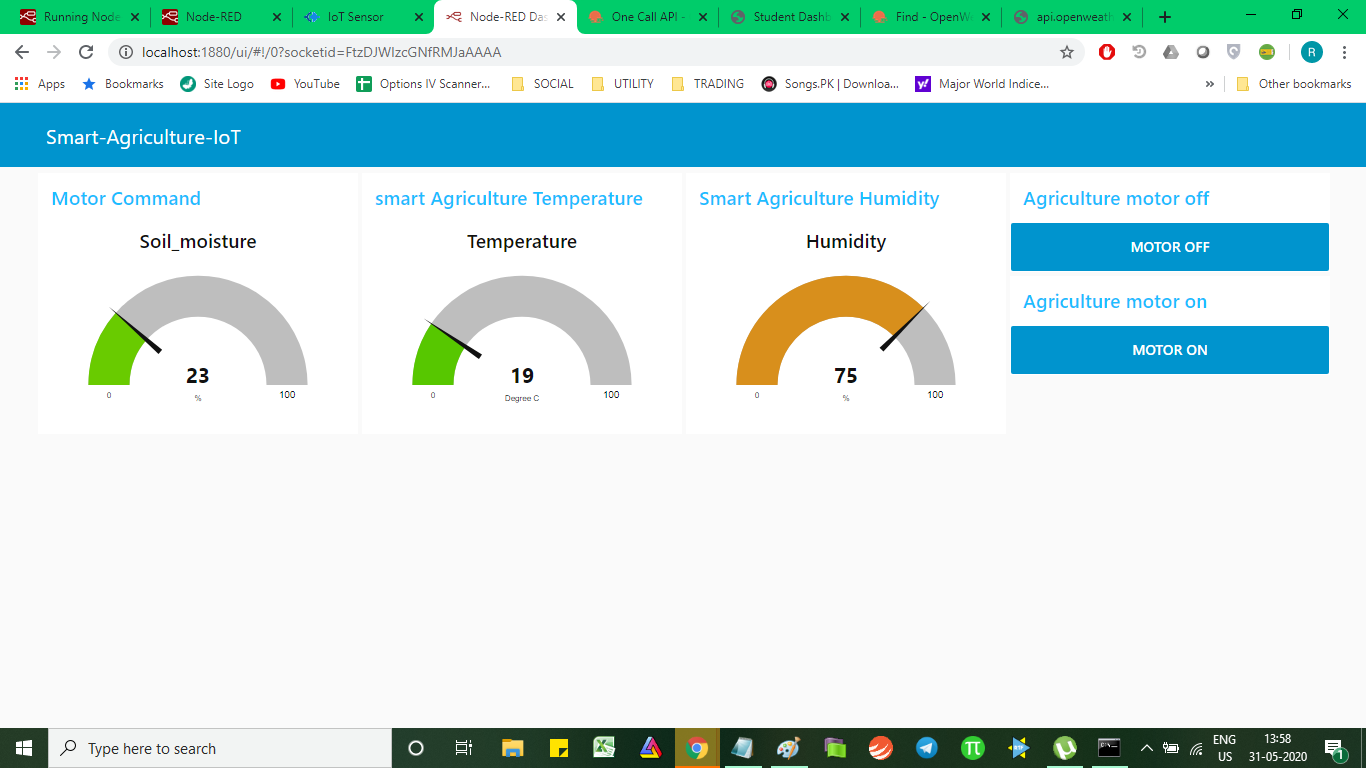 Running Node
Node-RED
IoT Sensor
Node-RED Das
One Call API -
Student Dashb
Find - OpenWe
api.openweath
localhost:1880/ui/#!/0?socketid=FtzDJWIzcGNfRMJaAAAA
R
Apps
Bookmarks
Site Logo
YouTube
Options IV Scanner...
SOCIAL
UTILITY
TRADING
Songs.PK | Downloa...
Major World Indice...
»
Other bookmarks
Smart-Agriculture-IoT
Motor Command
Soil_moisture
23
0
%
100
smart Agriculture Temperature
Temperature
19
0
Degree C
100
Smart Agriculture Humidity
Humidity
75
0
%
100
Agriculture motor off
MOTOR OFF
Agriculture motor on
MOTOR ON
Type here to search
ENG
US
13:58
31-05-2020
1